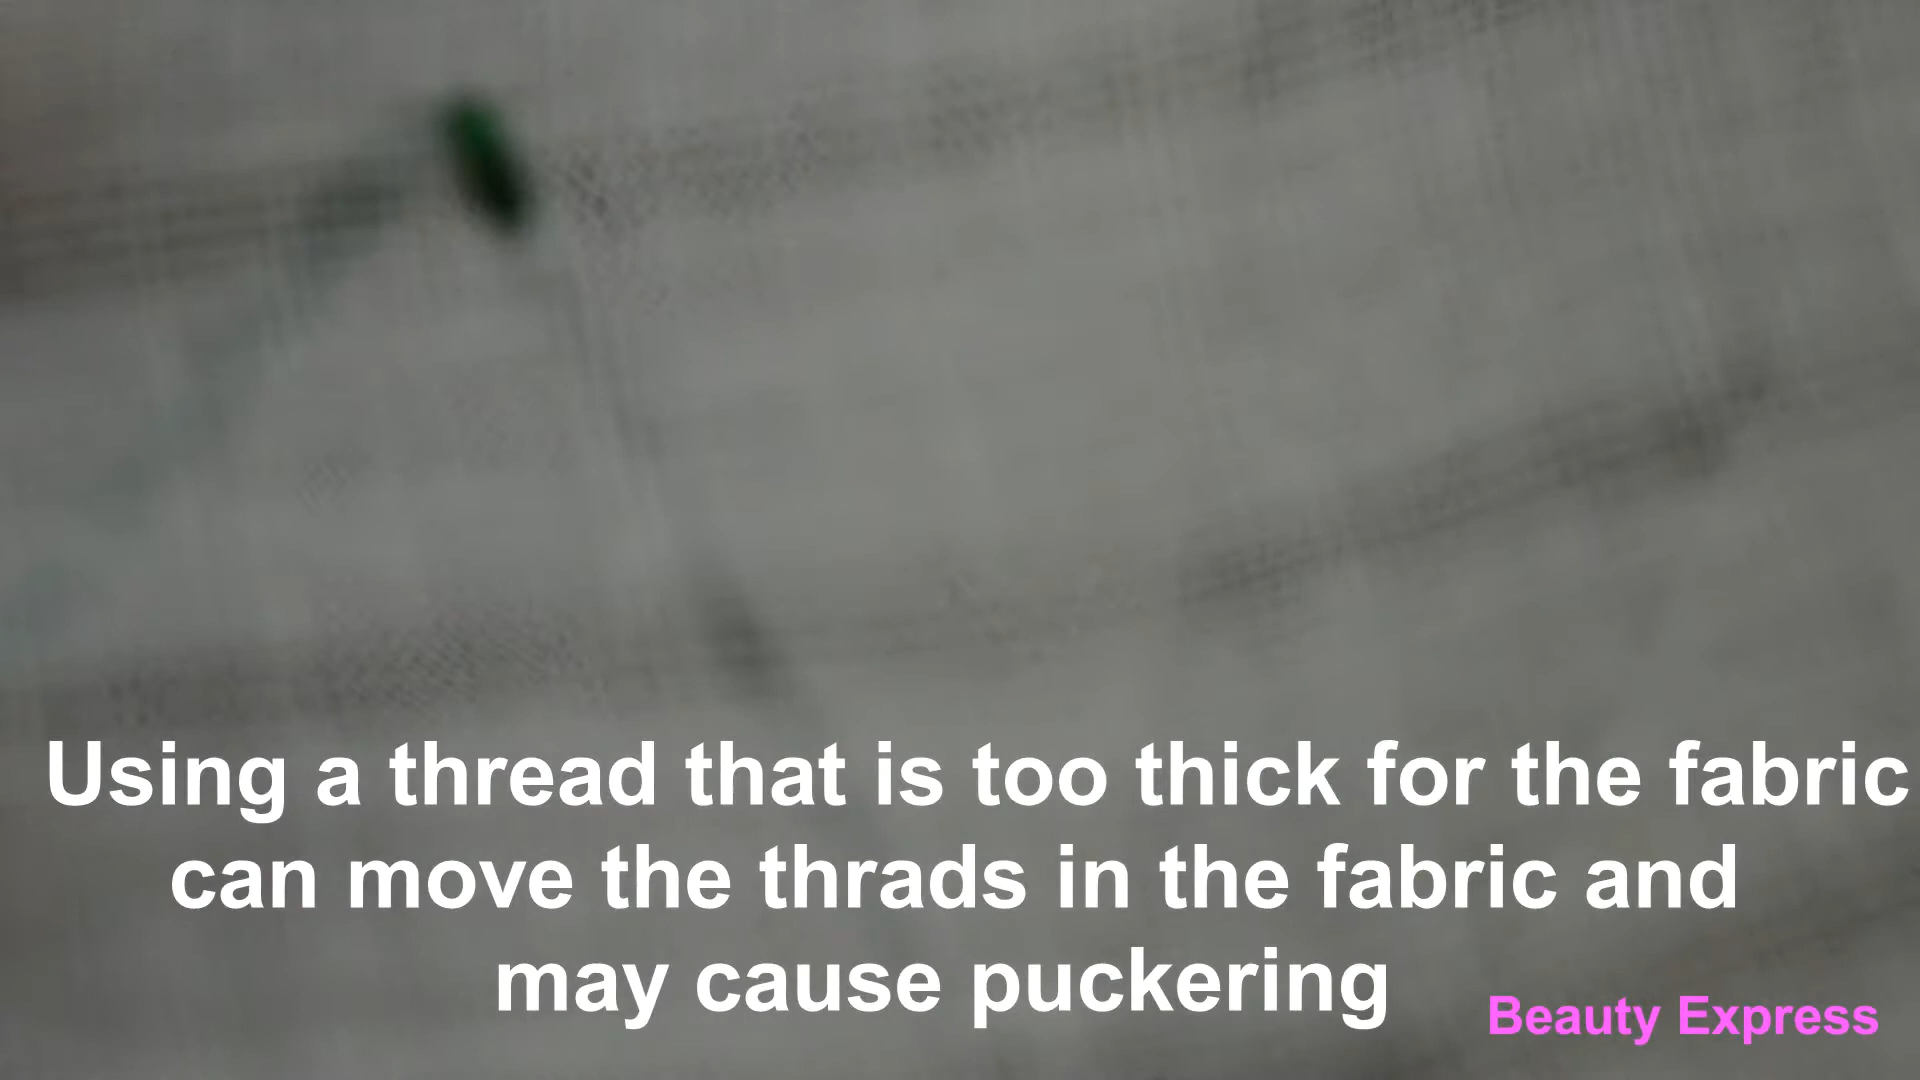 Using a thread that is too thick for the fabric
can move the thrads in the fabric and
may cause puckering
Beauty Express